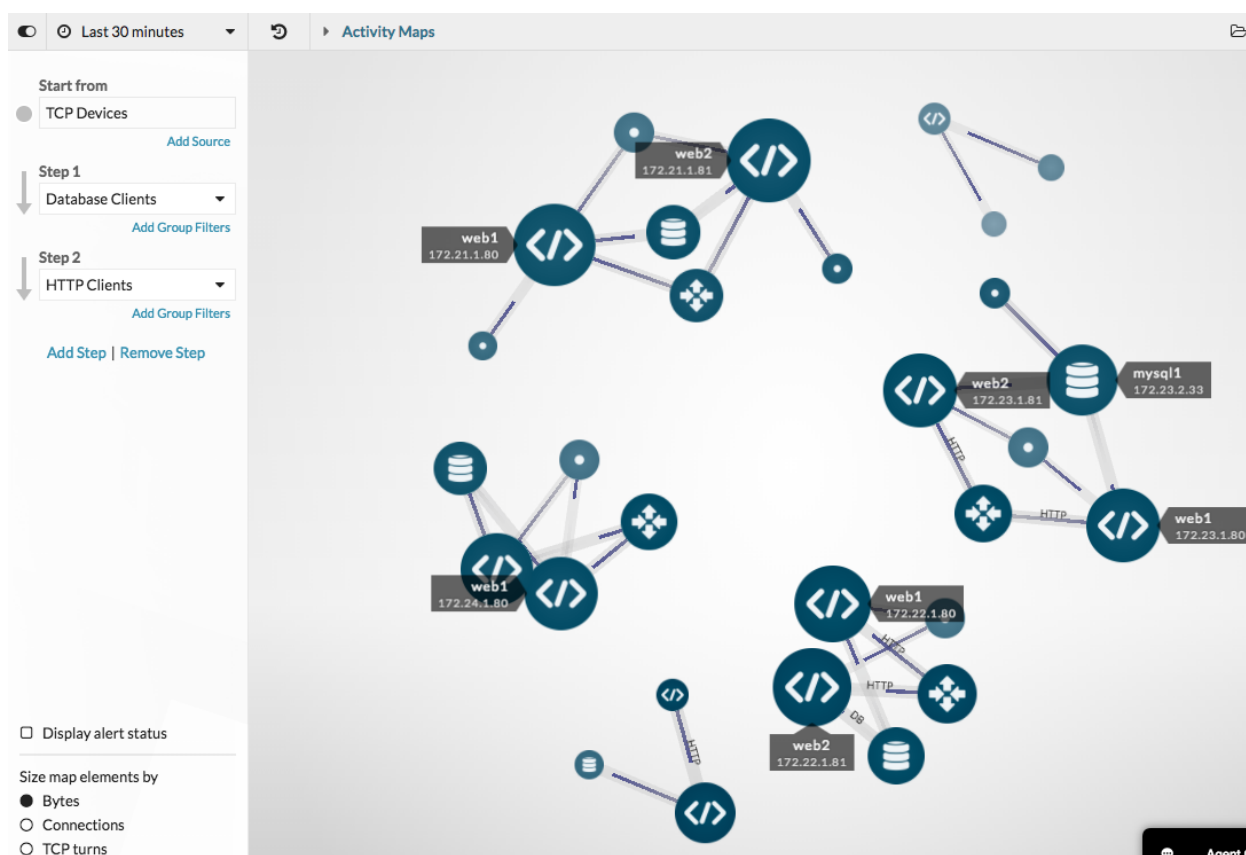 Last 30 minutes
Activity Maps
Start from
TCP Devices
Add Source
Step 1
Database Clients
Add Group Filters
Step 2
HTTP Clients
Add Group Filters
Add Step | Remove Step
Display alert status
Size map elements by
Bytes
Connections
TCP turns
web2
172.21.1.81
web1
172.21.1.80
mysql1
172.23.2.33
web2
172.23.1.81
HTTP
HTTP
web1
172.23.1.80
web1
172.24.1.80
web1
172.22.1.80
HTTP
HTTP
DB
web2
172.22.1.81
HTTP
Agent